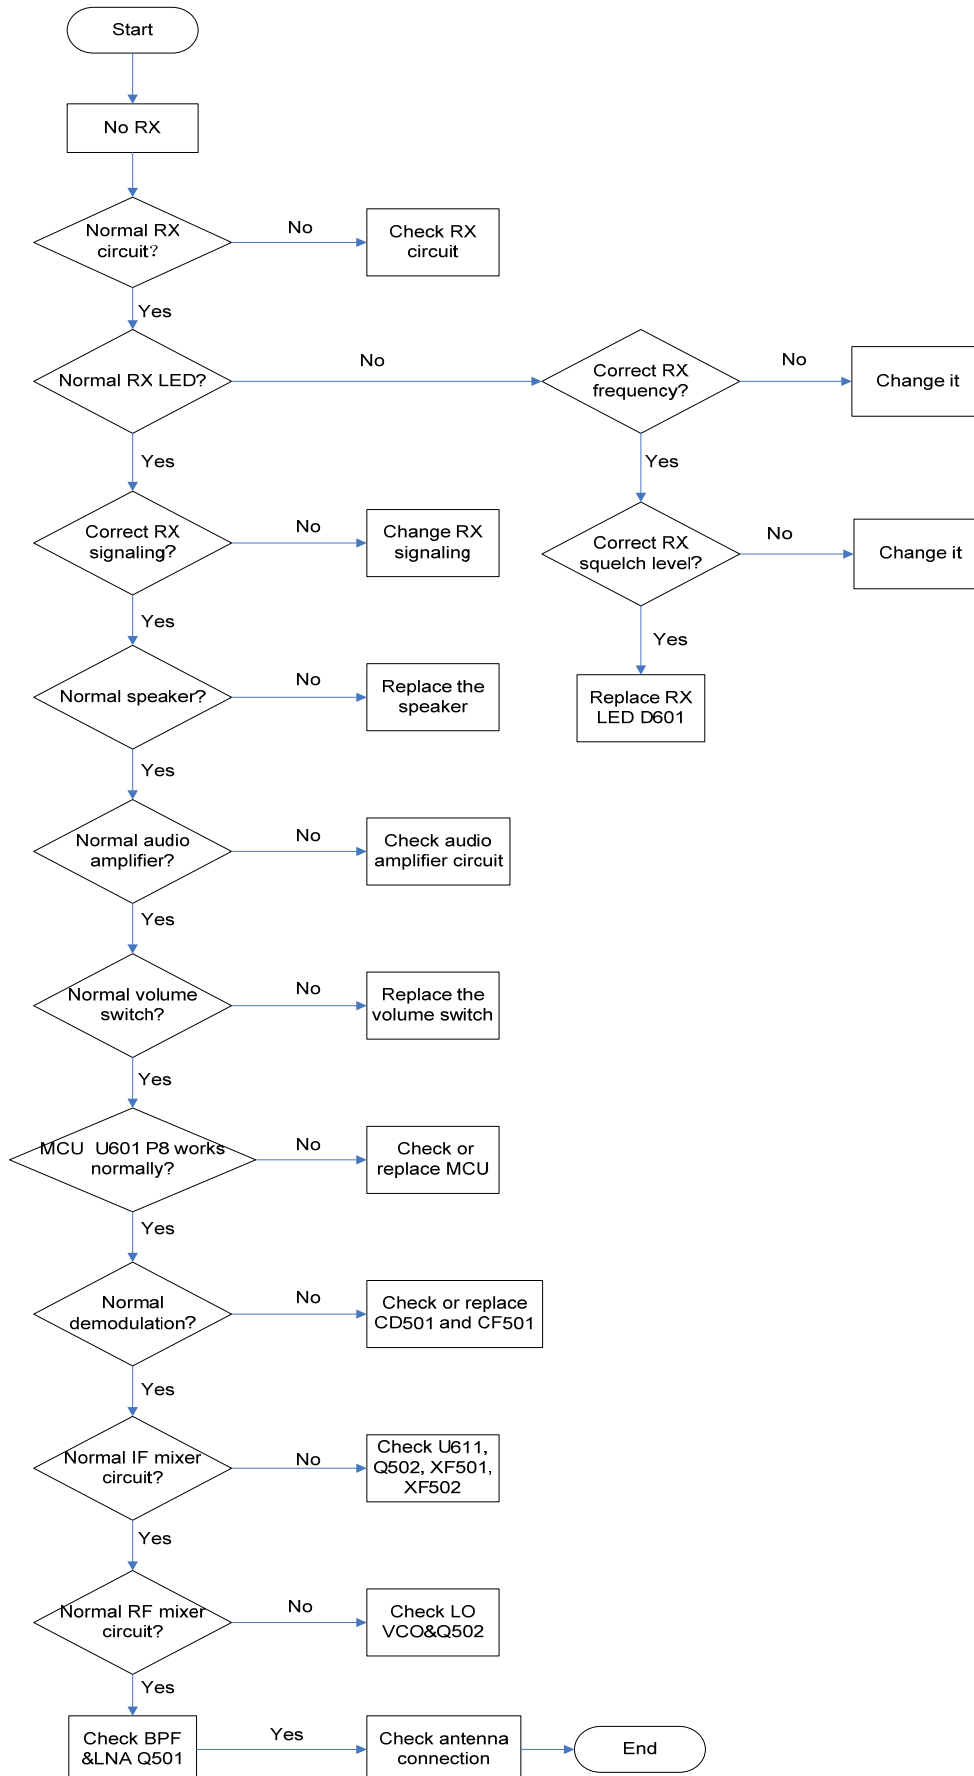 Start
No RX
Normal RX
circuit?
No
Check RX
circuit
Yes
Normal RX LED?
No
Correct RX
frequency?
No
Change it
Yes
Yes
Correct RX
signaling?
No
Change RX
signaling
Correct RX
squelch level?
No
Change it
Yes
Yes
Normal speaker?
No
Replace the
speaker
Replace RX
LED D601
Yes
Normal audio
amplifier?
No
Check audio
amplifier circuit
Yes
Normal volume
switch?
No
Replace the
volume switch
Yes
MCU U601 P8 works
normally?
No
Check or
replace MCU
Yes
Normal
demodulation?
No
Check or replace
CD501 and CF501
Yes
Normal IF mixer
circuit?
No
Check U611,
Q502, XF501,
XF502
Yes
Normal RF mixer
circuit?
No
Check LO
VCO&Q502
Yes
Check BPF
&LNA Q501
Yes
Check antenna
connection
End